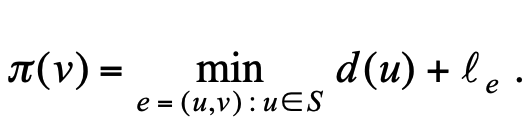 π(v) = min_{e = (u,v) : u∈S} d(u) + ℓ_e .